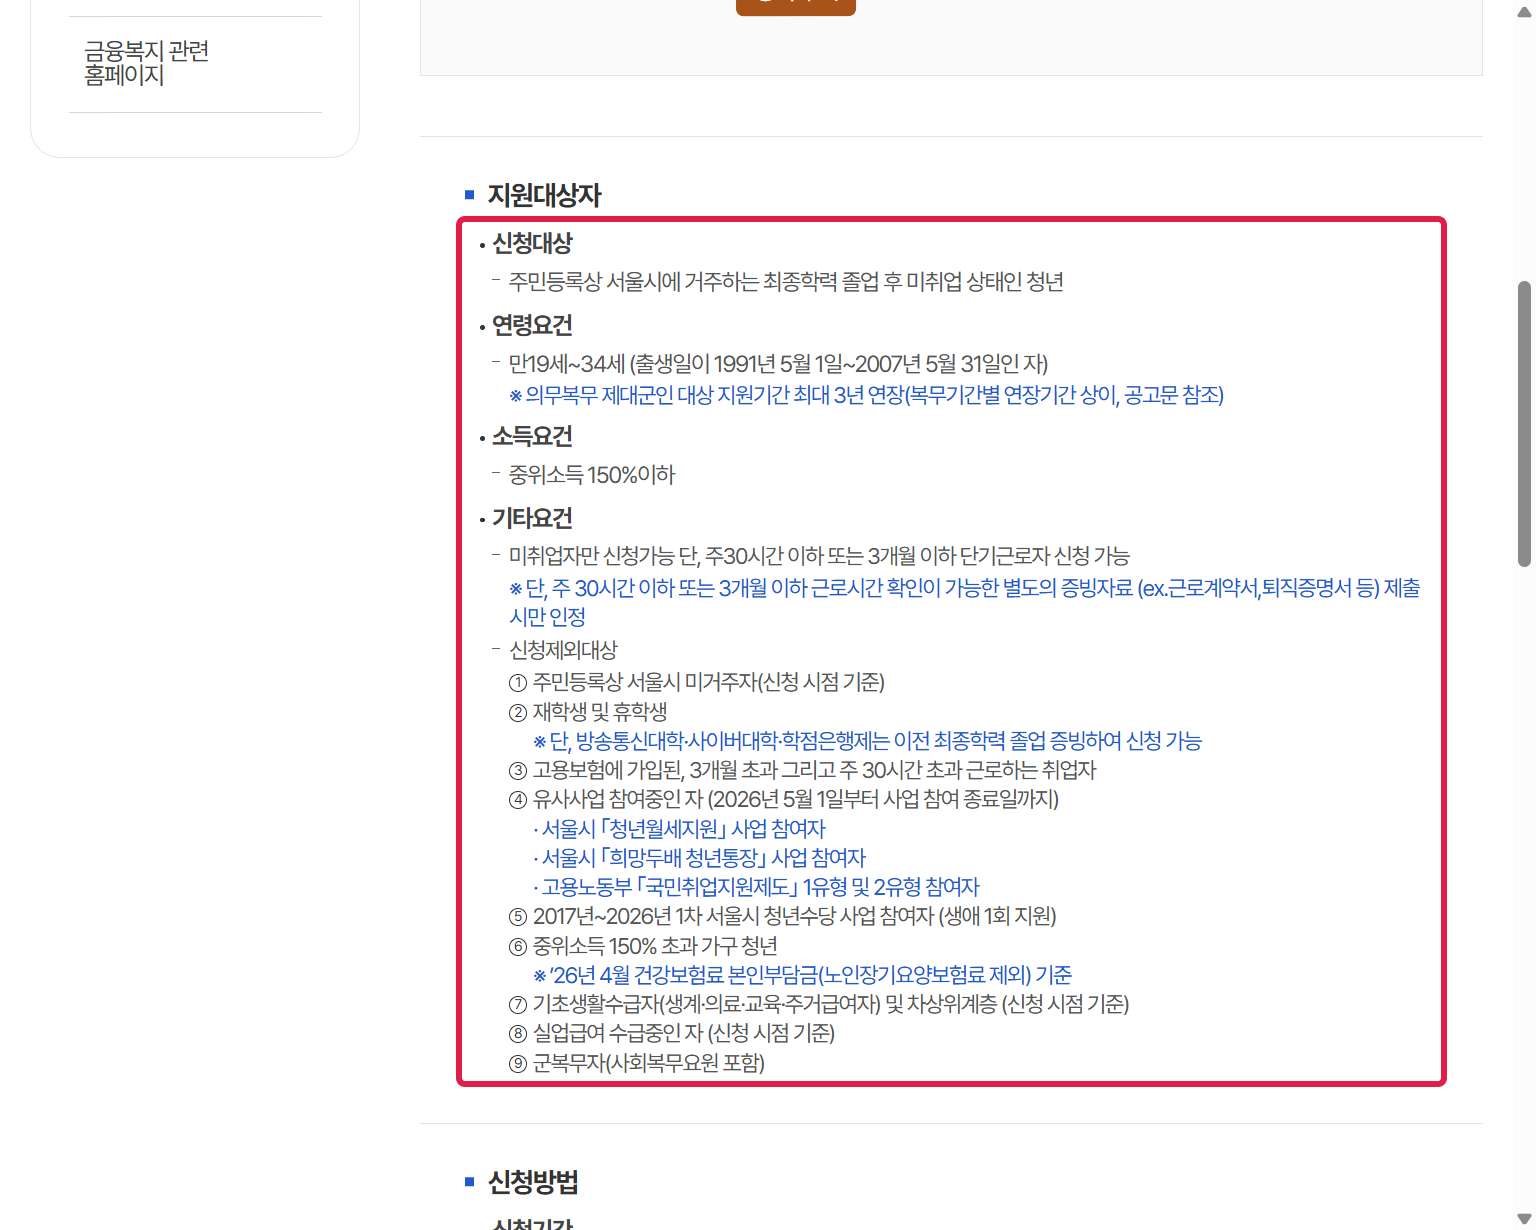 금융복지 관련
홈페이지
지원대상자
• 신청대상
– 주민등록상 서울시에 거주하는 최종학력 졸업 후 미취업 상태인 청년
• 연령요건
– 만19세~34세 (출생일이 1991년 5월 1일~2007년 5월 31일인 자)
※ 의무복무 제대군인 대상 지원기간 최대 3년 연장(복무기간별 연장기간 상이, 공고문 참조)
• 소득요건
– 중위소득 150%이하
• 기타요건
– 미취업자만 신청가능 단, 주30시간 이하 또는 3개월 이하 단기근로자 신청 가능
※ 단, 주 30시간 이하 또는 3개월 이하 근로시간 확인이 가능한 별도의 증빙자료 (ex.근로계약서,퇴직증명서 등) 제출
시만 인정
– 신청제외대상
① 주민등록상 서울시 미거주자(신청 시점 기준)
② 재학생 및 휴학생
※ 단, 방송통신대학·사이버대학·학점은행제는 이전 최종학력 졸업 증빙하여 신청 가능
③ 고용보험에 가입된, 3개월 초과 그리고 주 30시간 초과 근로하는 취업자
④ 유사사업 참여중인 자 (2026년 5월 1일부터 사업 참여 종료일까지)
· 서울시 「청년월세지원」 사업 참여자
· 서울시 「희망두배 청년통장」 사업 참여자
· 고용노동부 「국민취업지원제도」 1유형 및 2유형 참여자
⑤ 2017년~2026년 1차 서울시 청년수당 사업 참여자 (생애 1회 지원)
⑥ 중위소득 150% 초과 가구 청년
※ ’26년 4월 건강보험료 본인부담금(노인장기요양보험료 제외) 기준
⑦ 기초생활수급자(생계·의료·교육·주거급여자) 및 차상위계층 (신청 시점 기준)
⑧ 실업급여 수급중인 자 (신청 시점 기준)
⑨ 군복무자(사회복무요원 포함)
신청방법
신청기간